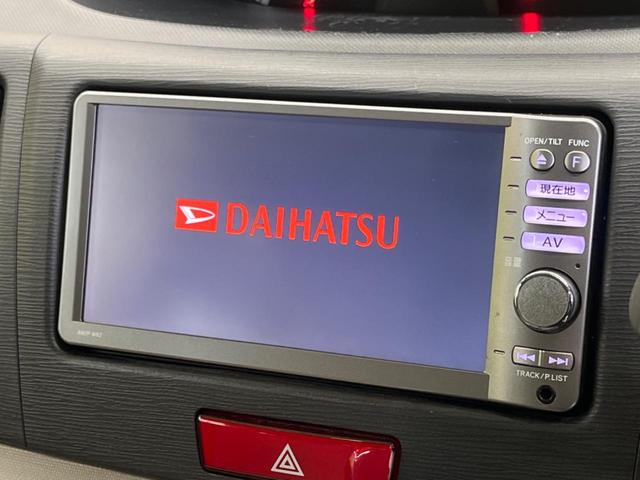 OPEN/TILT FUNC
F
現在地
メニュー
AV
DAIHATSU
TRACK/P.LIST